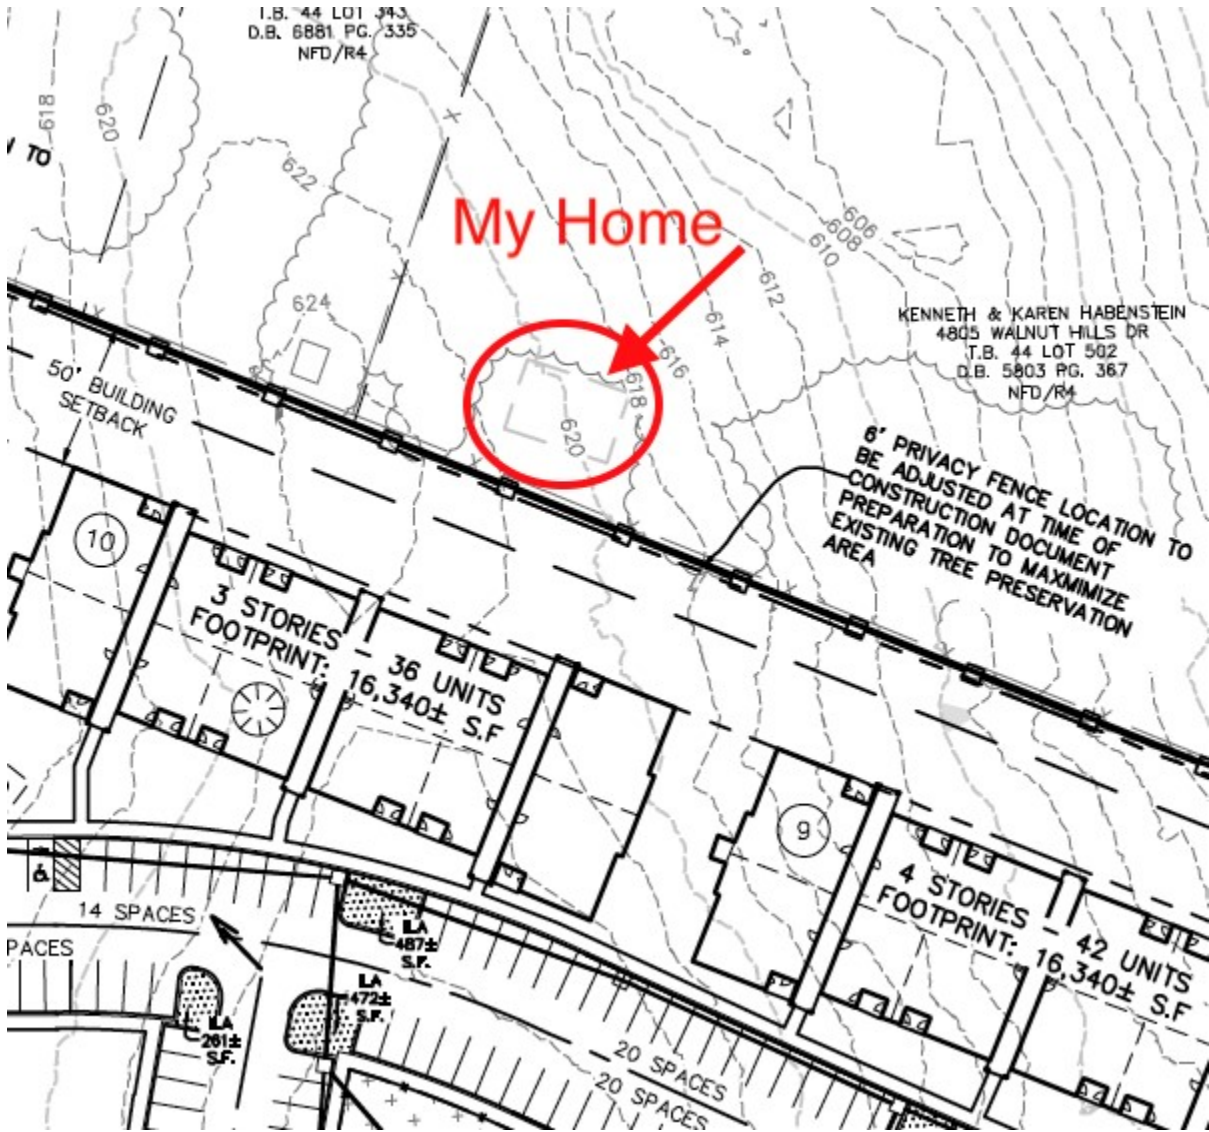 T.B. 44 LOT 343
D.B. 6881 PG. 335
NFD/R4
618
620
TO
622
My Home
606
608
610
612
614
616
618
620
624
KENNETH & KAREN HABENSTEIN
4805 WALNUT HILLS DR
T.B. 44 LOT 502
D.B. 5803 PG. 367
NFD/R4
50' BUILDING
SETBACK
6' PRIVACY FENCE LOCATION TO
BE ADJUSTED AT TIME OF
CONSTRUCTION DOCUMENT
PREPARATION TO MAXMIMIZE
EXISTING TREE PRESERVATION
AREA
10
3 STORIES - 36 UNITS
FOOTPRINT: 16,340± S.F
9
4 STORIES - 42 UNITS
FOOTPRINT: 16,340± S.F
14 SPACES
PACES
ILA
487±
S.F.
ILA
472±
S.F.
ILA
261±
S.F.
20 SPACES
20 SPACES